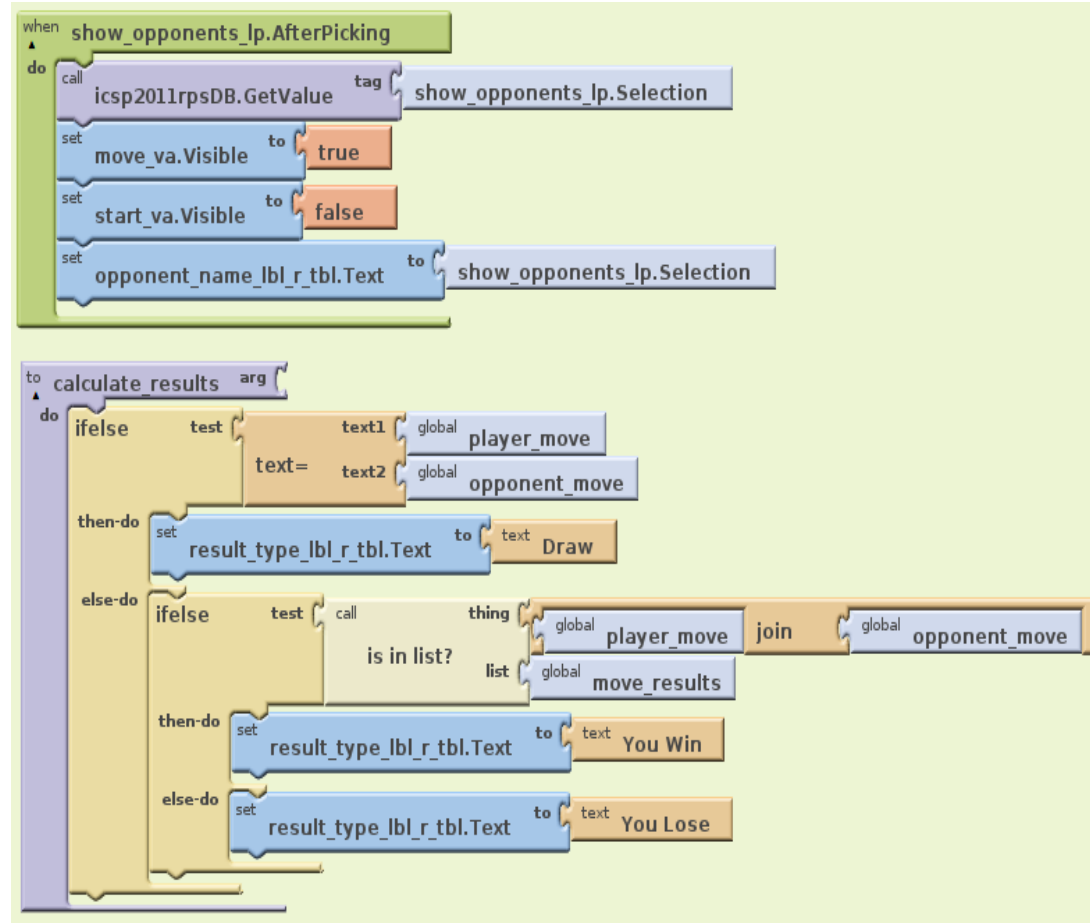 when show_opponents_lp.AfterPicking
do call icsp2011rpsDB.GetValue tag show_opponents_lp.Selection
set move_va.Visible to true
set start_va.Visible to false
set opponent_name_lbl_r_tbl.Text to show_opponents_lp.Selection
to calculate_results arg
do ifelse test text= text1 global player_move
text2 global opponent_move
then-do set result_type_lbl_r_tbl.Text to text Draw
else-do ifelse test call is in list? thing global player_move join global opponent_move
list global move_results
then-do set result_type_lbl_r_tbl.Text to text You Win
else-do set result_type_lbl_r_tbl.Text to text You Lose